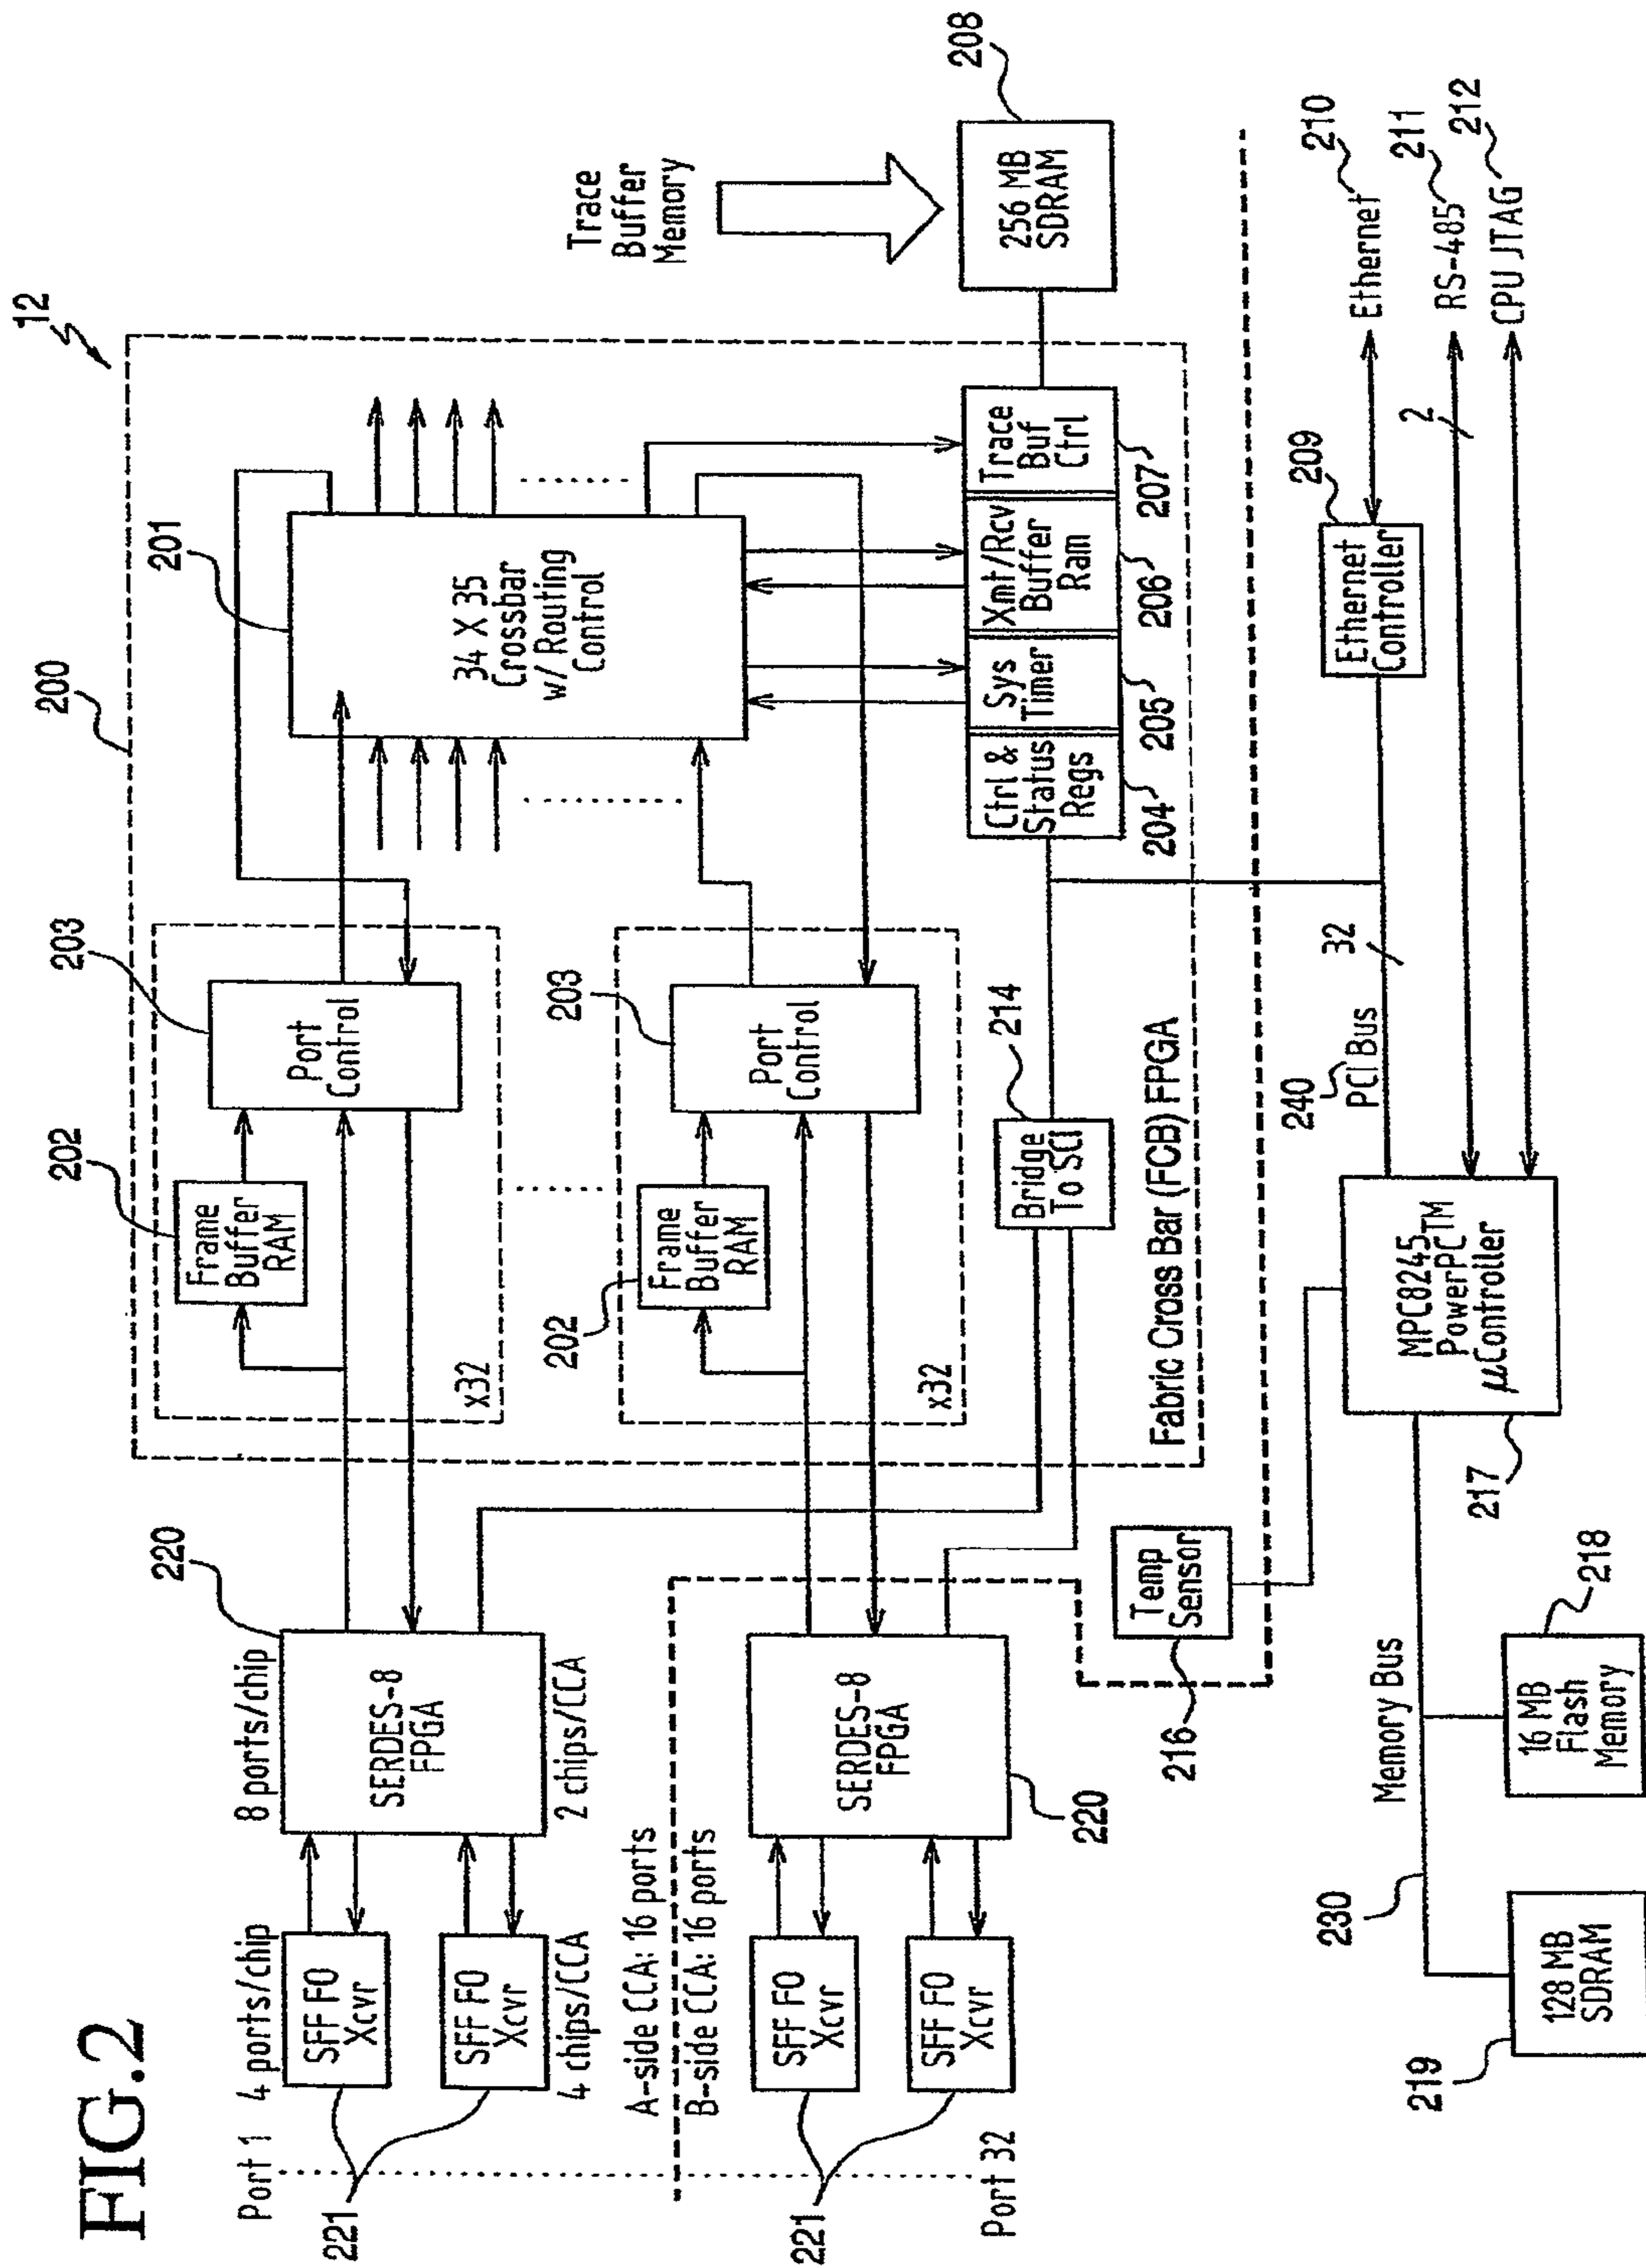 FIG.2
12
200
201
202
203
Frame
Buffer
RAM
Port
Control
x32
34 X 35
Crossbar
w/ Routing
Control
Trace
Buffer
Memory
208
256 MB
SDRAM
220
8 ports/chip
SERDES-8
FPGA
2 chips/CCA
Port 1
4 ports/chip
SFF FO
Xcvr
SFF FO
Xcvr
4 chips/CCA
221
202
203
Frame
Buffer
RAM
Port
Control
x32
Ctrl &
Status
Regs
Sys
Timer
Xmt/Rcv
Buffer
Ram
Trace
Buf
Ctrl
204
205
206
207
A-side CCA: 16 ports
B-side CCA: 16 ports
SFF FO
Xcvr
SFF FO
Xcvr
221
Port 32
SERDES-8
FPGA
220
214
Bridge
To SCI
Fabric Cross Bar (FCB) FPGA
Temp
Sensor
216
209
Ethernet
Controller
Ethernet
210
RS-485
211
CPU JTAG
212
2
32
240
PCI Bus
MPC8245
PowerPC™
µController
217
Memory Bus
230
16 MB
Flash
Memory
218
128 MB
SDRAM
219